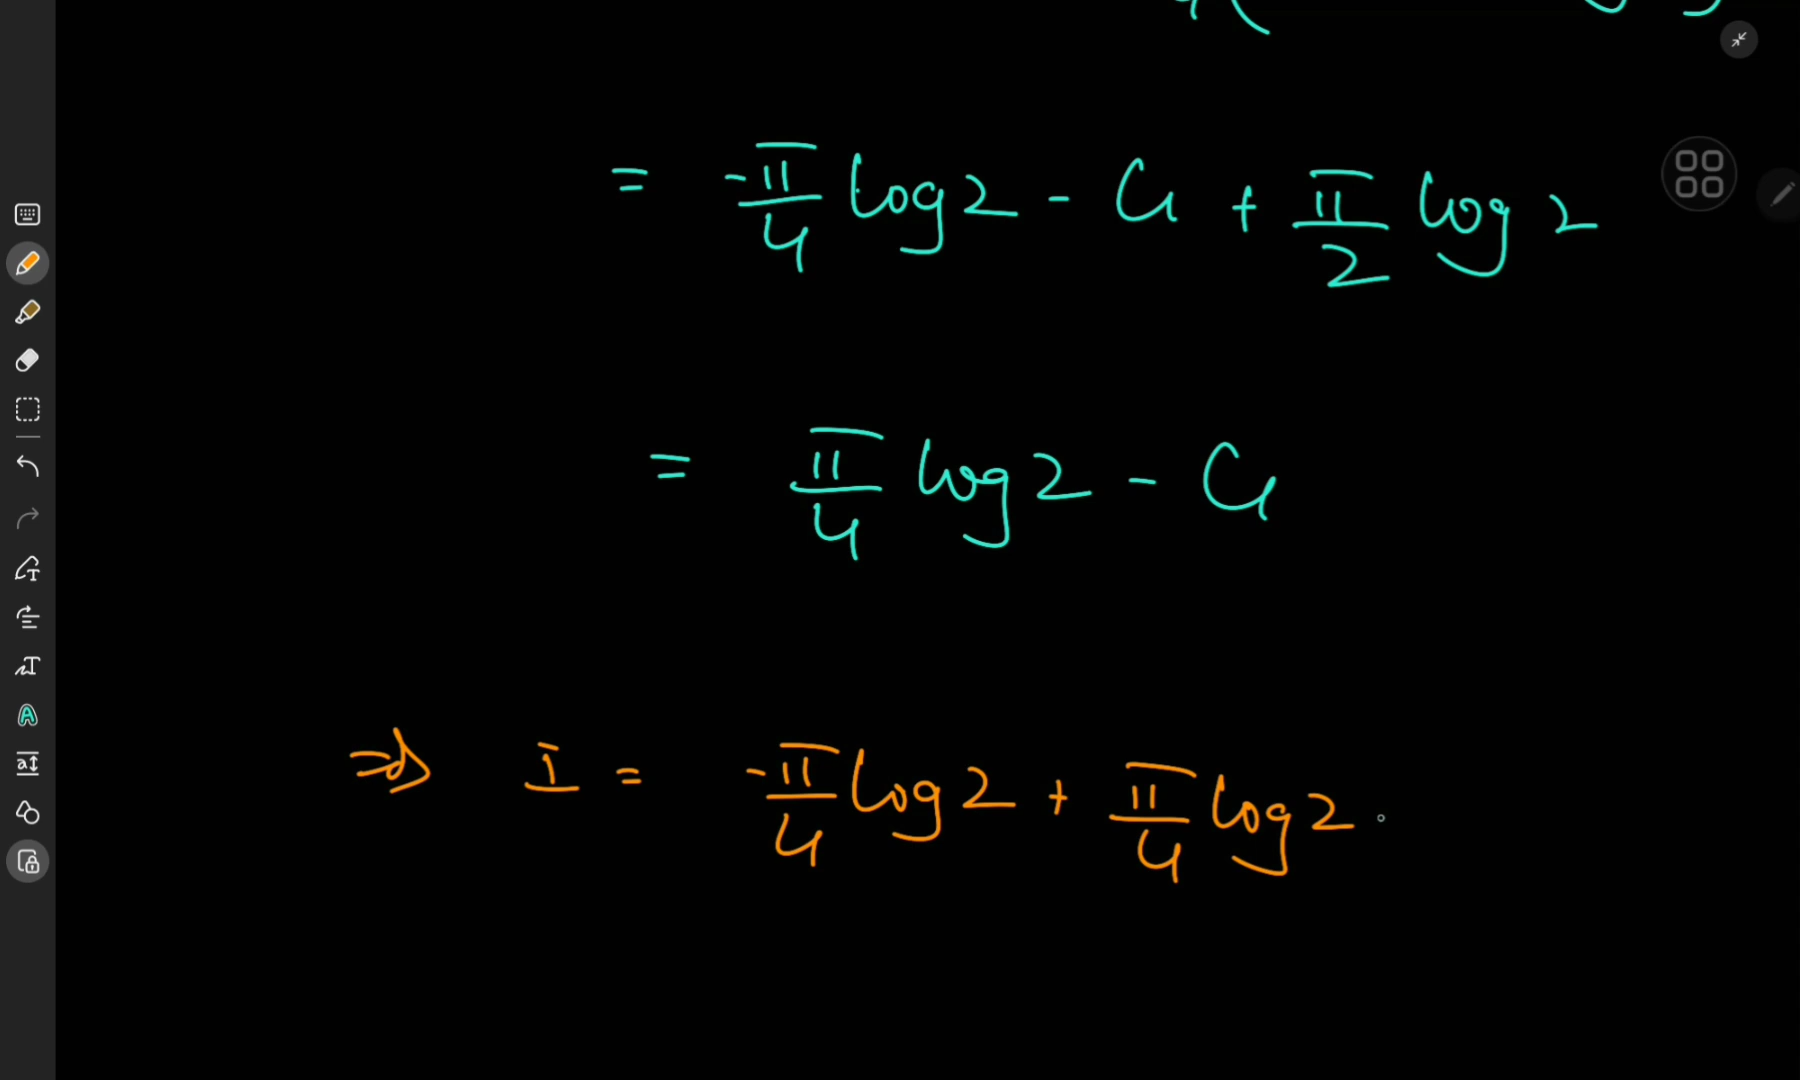 = -π/4 log 2 - G + π/2 log 2
= π/4 log 2 - G
⇒ I = -π/4 log 2 + π/4 log 2